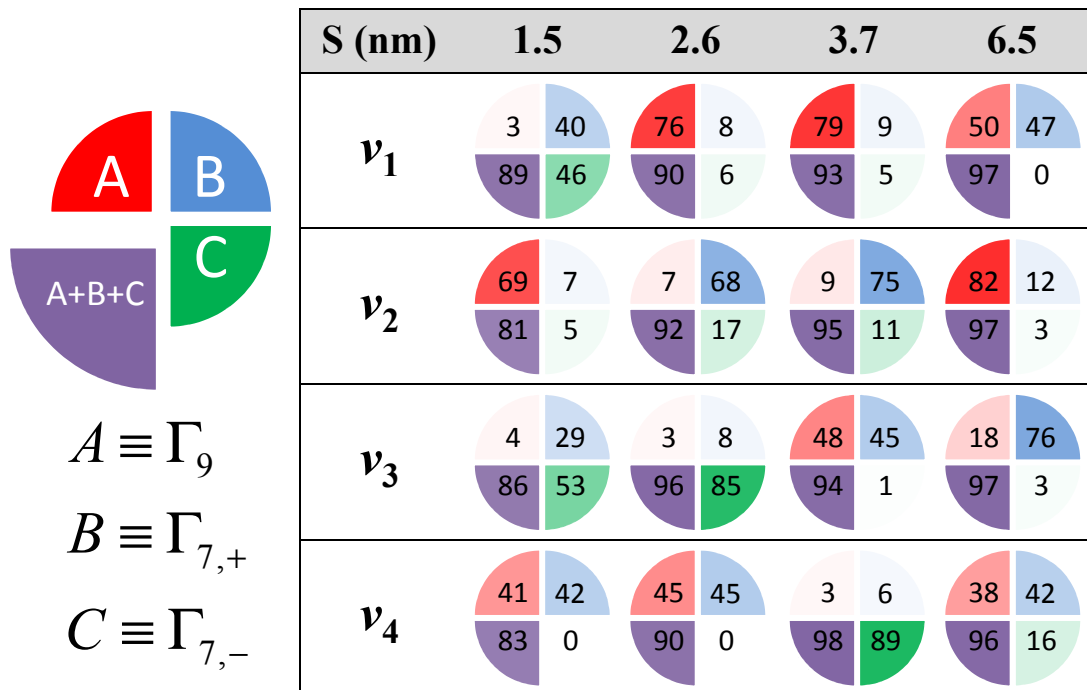 A
B
A+B+C
C
A ≡ Γ9
B ≡ Γ7,+
C ≡ Γ7,−
S (nm) 1.5 2.6 3.7 6.5
v1
3 40 76 8 79 9 50 47
89 46 90 6 93 5 97 0
v2
69 7 7 68 9 75 82 12
81 5 92 17 95 11 97 3
v3
4 29 3 8 48 45 18 76
86 53 96 85 94 1 97 3
v4
41 42 45 45 3 6 38 42
83 0 90 0 98 89 96 16